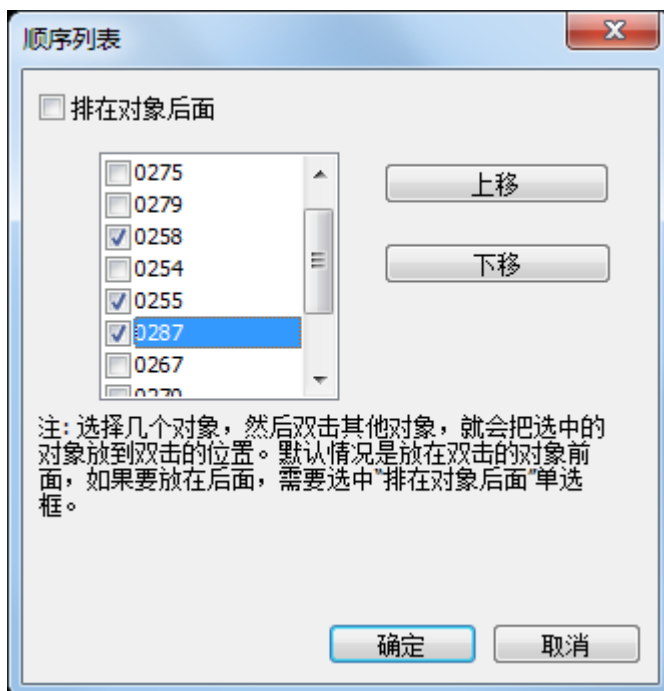 顺序列表
排在对象后面
0275
0279
0258
0254
0255
0287
0267
上移
下移
注: 选择几个对象，然后双击其他对象，就会把选中的
对象放到双击的位置。默认情况是放在双击的对象前
面，如果要放在后面，需要选中"排在对象后面"单选
框。
确定
取消